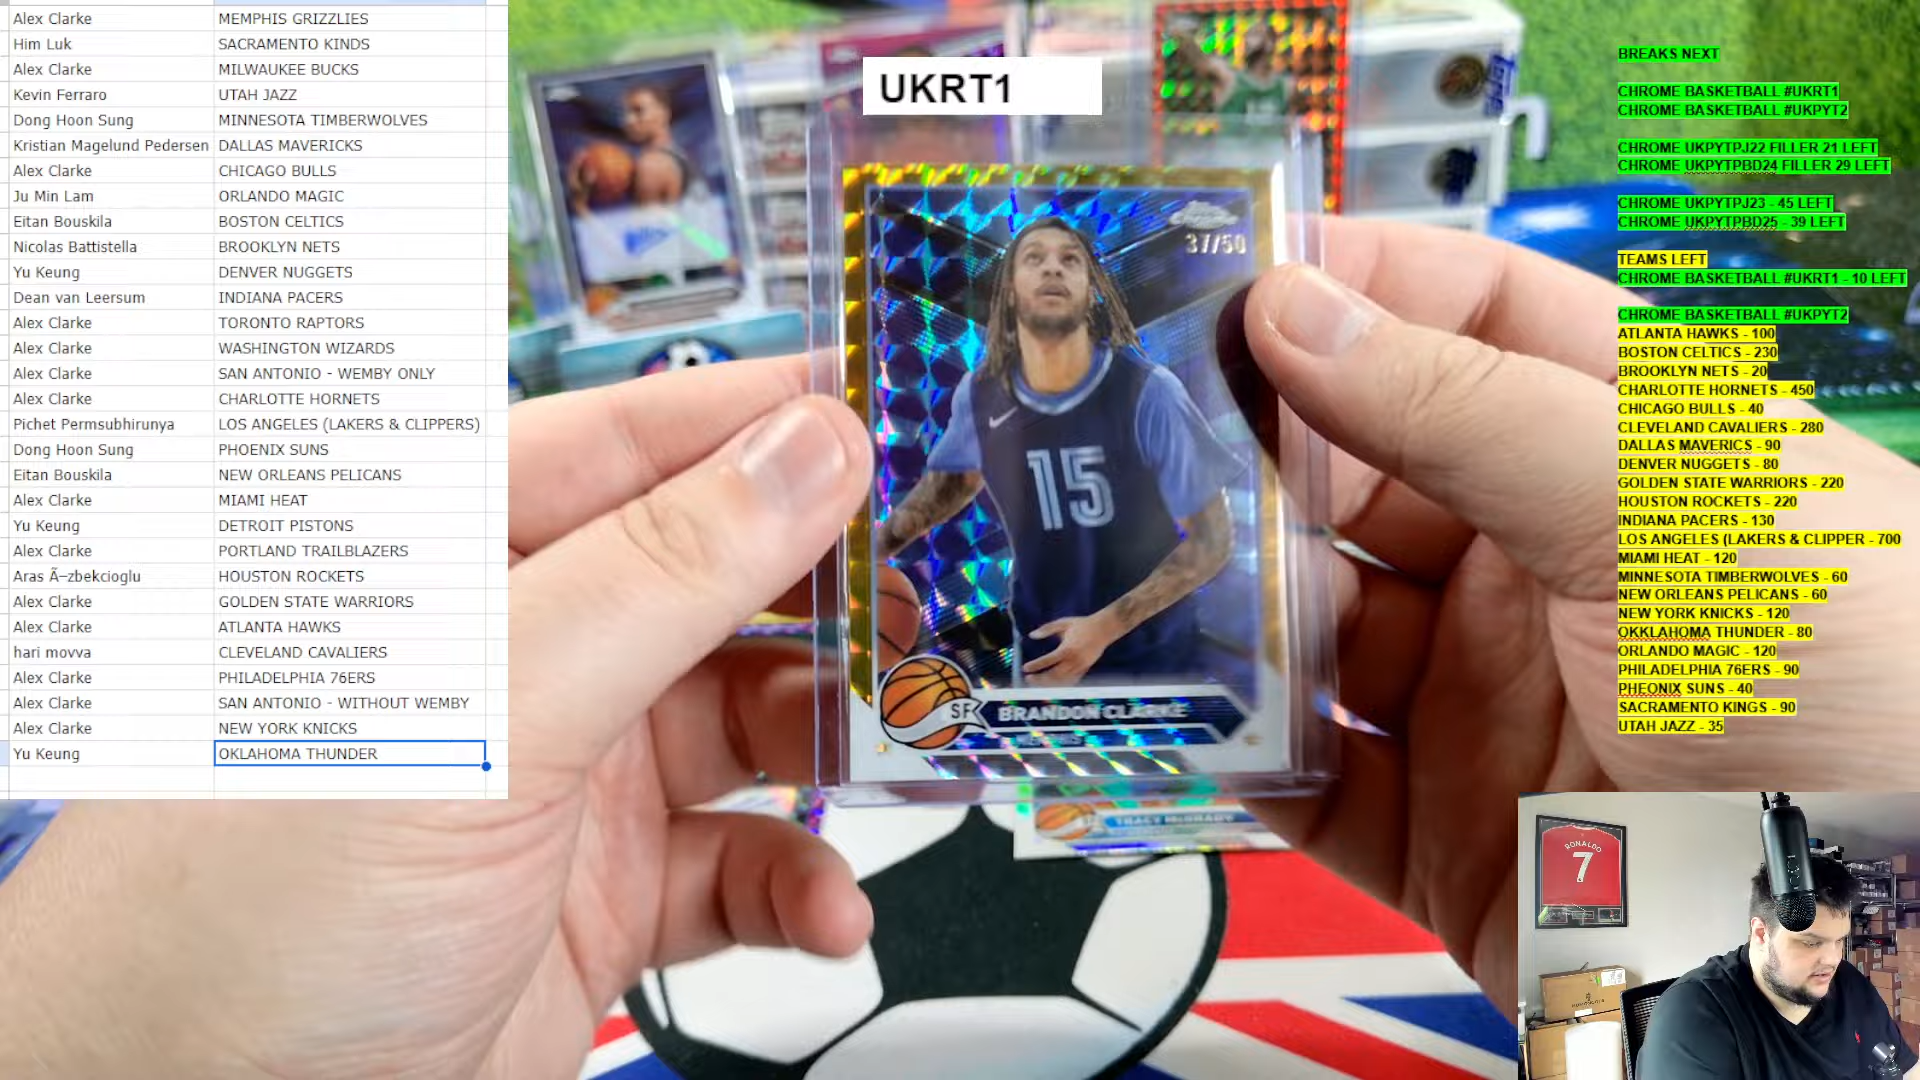 Alex Clarke MEMPHIS GRIZZLIES
Him Luk SACRAMENTO KINDS
Alex Clarke MILWAUKEE BUCKS
Kevin Ferraro UTAH JAZZ
Dong Hoon Sung MINNESOTA TIMBERWOLVES
Kristian Magelund Pedersen DALLAS MAVERICKS
Alex Clarke CHICAGO BULLS
Ju Min Lam ORLANDO MAGIC
Eitan Bouskila BOSTON CELTICS
Nicolas Battistella BROOKLYN NETS
Yu Keung DENVER NUGGETS
Dean van Leersum INDIANA PACERS
Alex Clarke TORONTO RAPTORS
Alex Clarke WASHINGTON WIZARDS
Alex Clarke SAN ANTONIO - WEMBY ONLY
Alex Clarke CHARLOTTE HORNETS
Pichet Permsubhirunya LOS ANGELES (LAKERS & CLIPPERS)
Dong Hoon Sung PHOENIX SUNS
Eitan Bouskila NEW ORLEANS PELICANS
Alex Clarke MIAMI HEAT
Yu Keung DETROIT PISTONS
Alex Clarke PORTLAND TRAILBLAZERS
Aras Ã–zbekcioglu HOUSTON ROCKETS
Alex Clarke GOLDEN STATE WARRIORS
Alex Clarke ATLANTA HAWKS
hari movva CLEVELAND CAVALIERS
Alex Clarke PHILADELPHIA 76ERS
Alex Clarke SAN ANTONIO - WITHOUT WEMBY
Alex Clarke NEW YORK KNICKS
Yu Keung OKLAHOMA THUNDER
UKRT1
37/50
15
SF BRANDON CLARKE
TRACY McGRADY
BREAKS NEXT
CHROME BASKETBALL #UKRT1
CHROME BASKETBALL #UKPYT2
CHROME UKPYTPJ22 FILLER 21 LEFT
CHROME UKPYTPBD24 FILLER 29 LEFT
CHROME UKPYTPJ23 - 45 LEFT
CHROME UKPYTPBD25 - 39 LEFT
TEAMS LEFT
CHROME BASKETBALL #UKRT1 - 10 LEFT
CHROME BASKETBALL #UKPYT2
ATLANTA HAWKS - 100
BOSTON CELTICS - 230
BROOKLYN NETS - 20
CHARLOTTE HORNETS - 450
CHICAGO BULLS - 40
CLEVELAND CAVALIERS - 280
DALLAS MAVERICS - 90
DENVER NUGGETS - 80
GOLDEN STATE WARRIORS - 220
HOUSTON ROCKETS - 220
INDIANA PACERS - 130
LOS ANGELES (LAKERS & CLIPPER - 700
MIAMI HEAT - 120
MINNESOTA TIMBERWOLVES - 60
NEW ORLEANS PELICANS - 60
NEW YORK KNICKS - 120
OKKLAHOMA THUNDER - 80
ORLANDO MAGIC - 120
PHILADELPHIA 76ERS - 90
PHEONIX SUNS - 40
SACRAMENTO KINGS - 90
UTAH JAZZ - 35
RONALDO
7